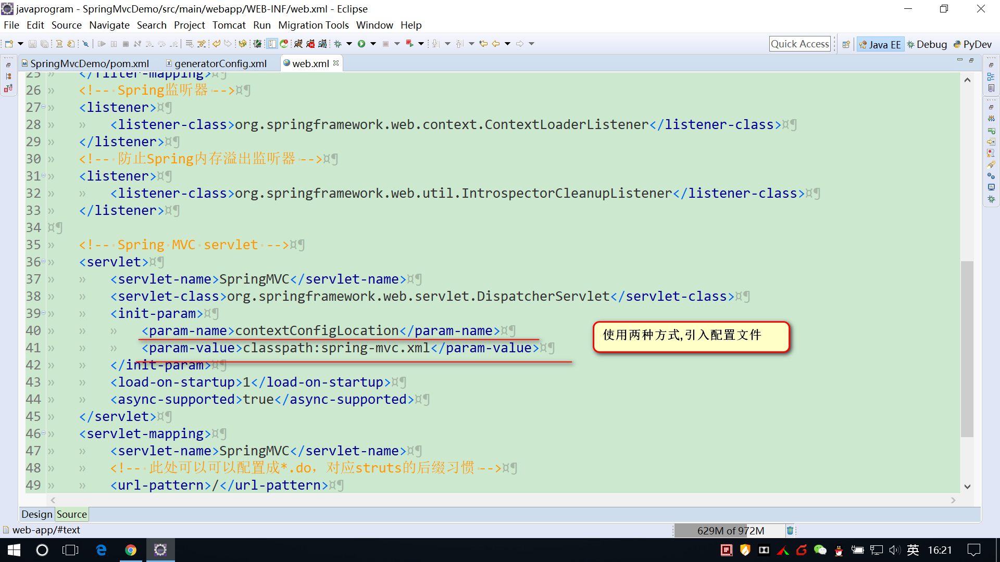 javaprogram - SpringMvcDemo/src/main/webapp/WEB-INF/web.xml - Eclipse
File Edit Source Navigate Search Project Tomcat Run Migration Tools Window Help
Quick Access Java EE Debug PyDev
SpringMvcDemo/pom.xml generatorConfig.xml web.xml
25 </filter-mapping>
26 <!-- Spring监听器 -->
27 <listener>
28 <listener-class>org.springframework.web.context.ContextLoaderListener</listener-class>
29 </listener>
30 <!-- 防止Spring内存溢出监听器 -->
31 <listener>
32 <listener-class>org.springframework.web.util.IntrospectorCleanupListener</listener-class>
33 </listener>
34
35 <!-- Spring MVC servlet -->
36 <servlet>
37 <servlet-name>SpringMVC</servlet-name>
38 <servlet-class>org.springframework.web.servlet.DispatcherServlet</servlet-class>
39 <init-param>
40 <param-name>contextConfigLocation</param-name>
使用两种方式,引入配置文件
41 <param-value>classpath:spring-mvc.xml</param-value>
42 </init-param>
43 <load-on-startup>1</load-on-startup>
44 <async-supported>true</async-supported>
45 </servlet>
46 <servlet-mapping>
47 <servlet-name>SpringMVC</servlet-name>
48 <!-- 此处可以可以配置成*.do，对应struts的后缀习惯 -->
49 <url-pattern>/</url-pattern>
Design Source
web-app/#text
629M of 972M
英 16:21